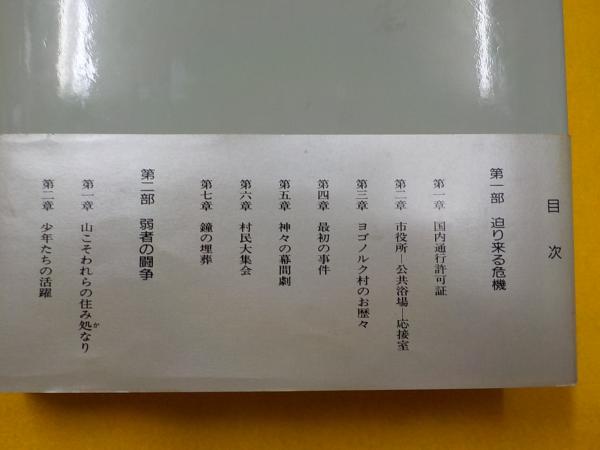 目次
第一部 迫り来る危機
第一章 国内通行許可証
第二章 市役所―公共浴場―応接室
第三章 ヨゴノルク村のお歴々
第四章 最初の事件
第五章 神々の幕間劇
第六章 村民大集会
第七章 鐘の埋葬
第二部 弱者の闘争
第一章 山こそわれらの住み処なり
か
第二章 少年たちの活躍